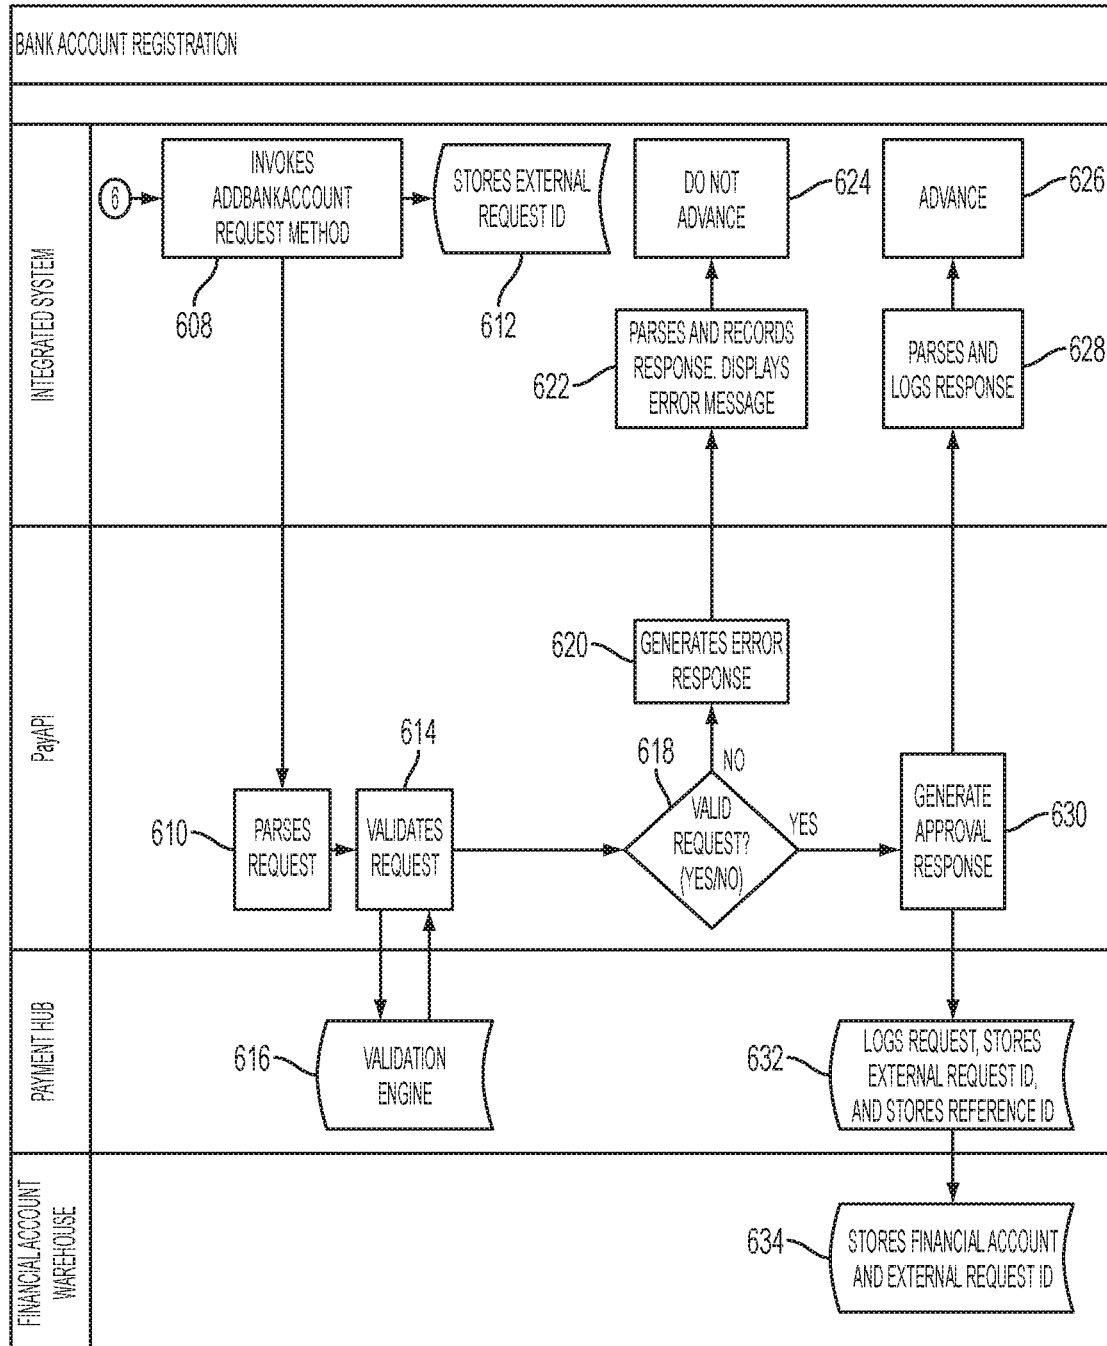 BANK ACCOUNT REGISTRATION
INTEGRATED SYSTEM
6
INVOKES
ADDBANKACCOUNT
REQUEST METHOD
608
STORES EXTERNAL
REQUEST ID
612
DO NOT
ADVANCE
624
ADVANCE
626
PARSES AND RECORDS
RESPONSE. DISPLAYS
ERROR MESSAGE
622
PARSES AND
LOGS RESPONSE
628
PayAPI
620
GENERATES ERROR
RESPONSE
614
618
NO
610
PARSES
REQUEST
VALIDATES
REQUEST
VALID
REQUEST?
(YES/NO)
YES
GENERATE
APPROVAL
RESPONSE
630
PAYMENT HUB
616
VALIDATION
ENGINE
632
LOGS REQUEST, STORES
EXTERNAL REQUEST ID,
AND STORES REFERENCE ID
FINANCIAL ACCOUNT
WAREHOUSE
634
STORES FINANCIAL ACCOUNT
AND EXTERNAL REQUEST ID